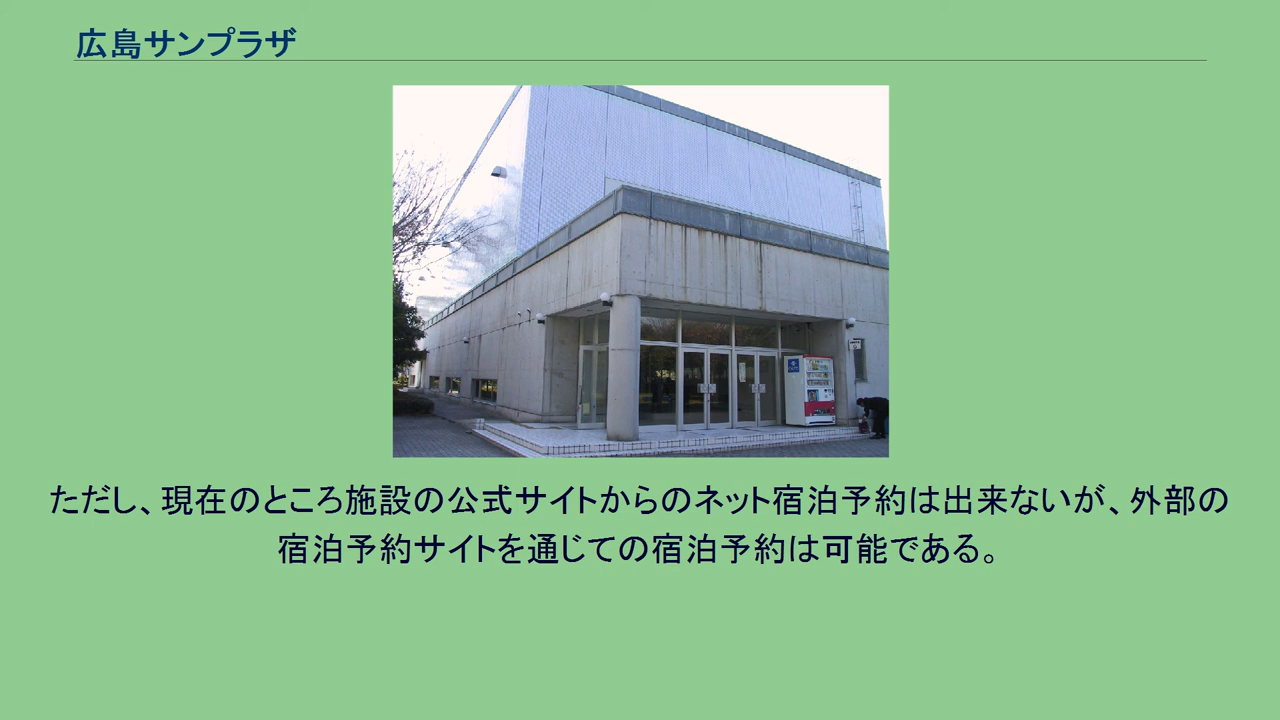 広島サンプラザ
ただし、現在のところ施設の公式サイトからのネット宿泊予約は出来ないが、外部の
宿泊予約サイトを通じての宿泊予約は可能である。